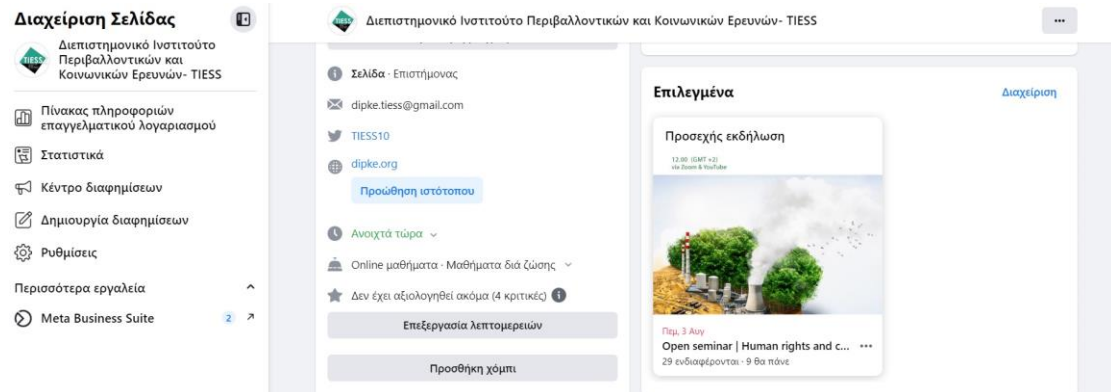 Διαχείριση Σελίδας
TIESS
Διεπιστημονικό Ινστιτούτο
Περιβαλλοντικών και
Κοινωνικών Ερευνών- TIESS
Πίνακας πληροφοριών
επαγγελματικού λογαριασμού
Στατιστικά
Κέντρο διαφημίσεων
Δημιουργία διαφημίσεων
Ρυθμίσεις
Περισσότερα εργαλεία
Meta Business Suite 2
TIESS
Διεπιστημονικό Ινστιτούτο Περιβαλλοντικών και Κοινωνικών Ερευνών- TIESS
Σελίδα · Επιστήμονας
dipke.tiess@gmail.com
TIESS10
dipke.org
Προώθηση ιστότοπου
Ανοιχτά τώρα
Online μαθήματα · Μαθήματα διά ζώσης
Δεν έχει αξιολογηθεί ακόμα (4 κριτικές)
Επεξεργασία λεπτομερειών
Προσθήκη χόμπι
Επιλεγμένα
Διαχείριση
Προσεχής εκδήλωση
12.00 (GMT +2)
via Zoom & YouTube
Πεμ, 3 Αυγ
Open seminar | Human rights and c...
29 ενδιαφέρονται · 9 θα πάνε